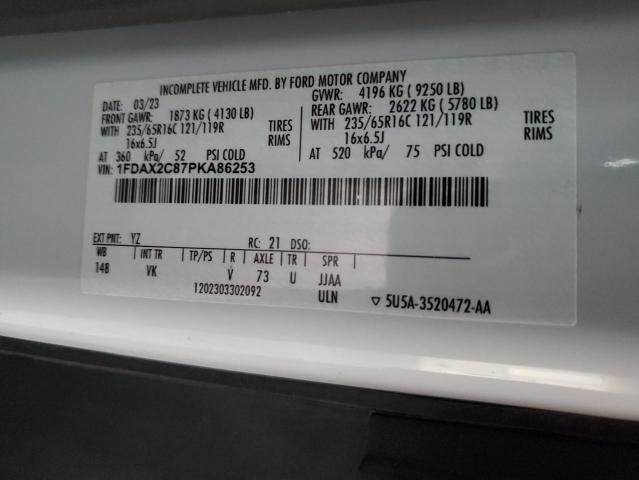 INCOMPLETE VEHICLE MFD. BY FORD MOTOR COMPANY
DATE: 03/23 GVWR: 4196 KG ( 9250 LB)
FRONT GAWR: 1873 KG ( 4130 LB) REAR GAWR: 2622 KG ( 5780 LB)
WITH 235/65R16C 121/119R TIRES WITH 235/65R16C 121/119R TIRES
16x6.5J RIMS 16x6.5J RIMS
AT 360 kPa/ 52 PSI COLD AT 520 kPa/ 75 PSI COLD
VIN: 1FDAX2C87PKA86253
EXT PNT: YZ RC: 21 DSO:
WB INT TR TP/PS R AXLE TR SPR
148 VK V 73 U JJAA
1202303302092 ULN ▽ 5U5A-3520472-AA